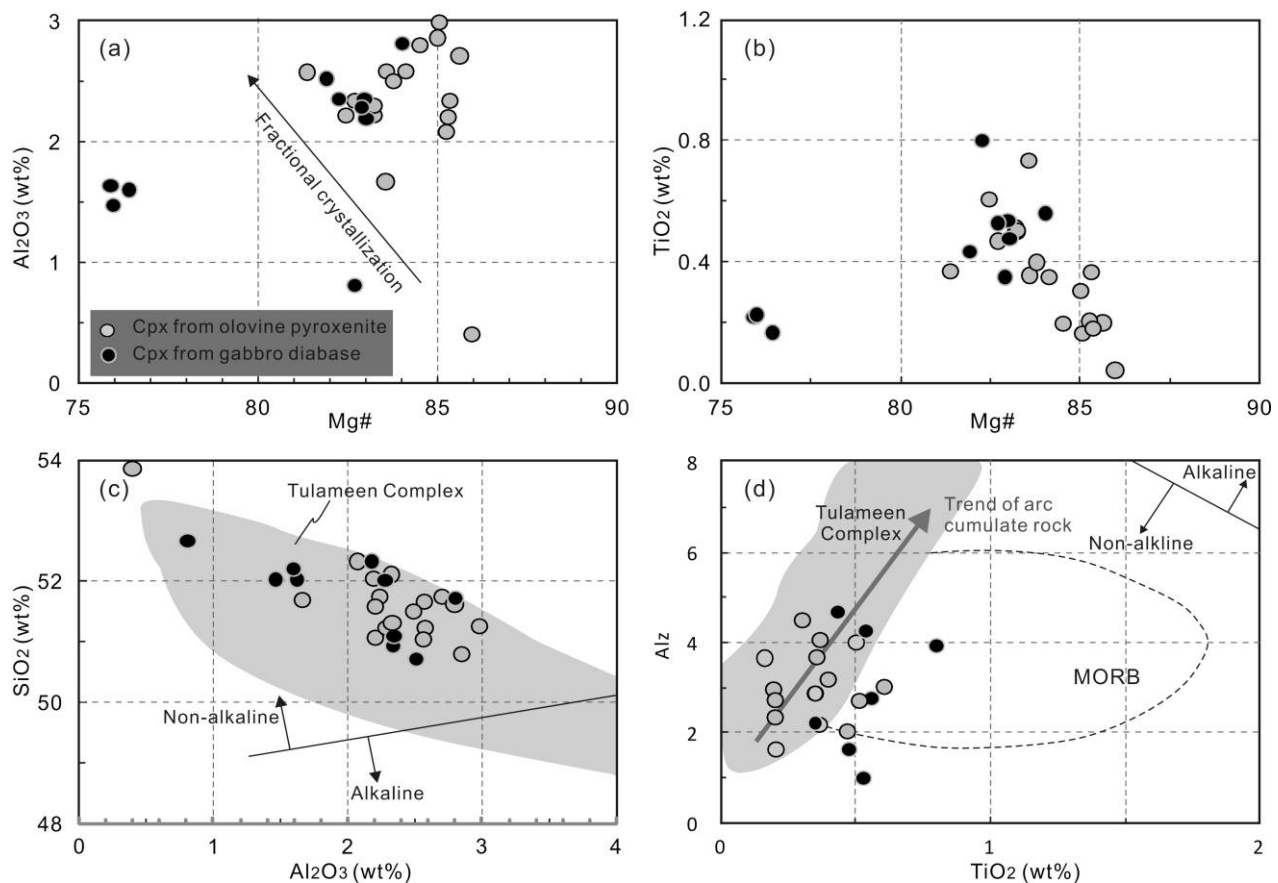 (a)
3
2
1
0
Al₂O₃ (wt%)
Fractional crystallization
Cpx from olovine pyroxenite
Cpx from gabbro diabase
75
80
85
90
Mg#
(b)
1.2
0.8
0.4
0.0
TiO₂ (wt%)
75
80
85
90
Mg#
(c)
54
52
50
48
SiO₂ (wt%)
Tulameen Complex
Non-alkaline
Alkaline
0
1
2
3
4
Al₂O₃ (wt%)
(d)
8
6
4
2
0
Alz
Tulameen
Complex
Trend of arc
cumulate rock
Alkaline
Non-alkline
MORB
0
1
2
TiO₂ (wt%)